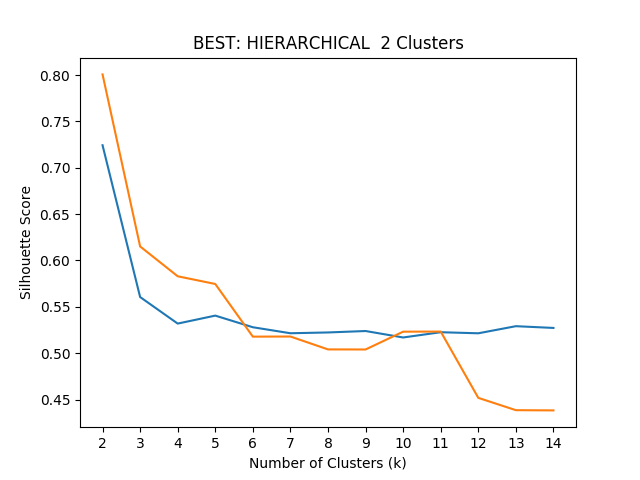 BEST: HIERARCHICAL  2 Clusters
0.80
0.75
0.70
0.65
0.60
0.55
0.50
0.45
Silhouette Score
2 3 4 5 6 7 8 9 10 11 12 13 14
Number of Clusters (k)